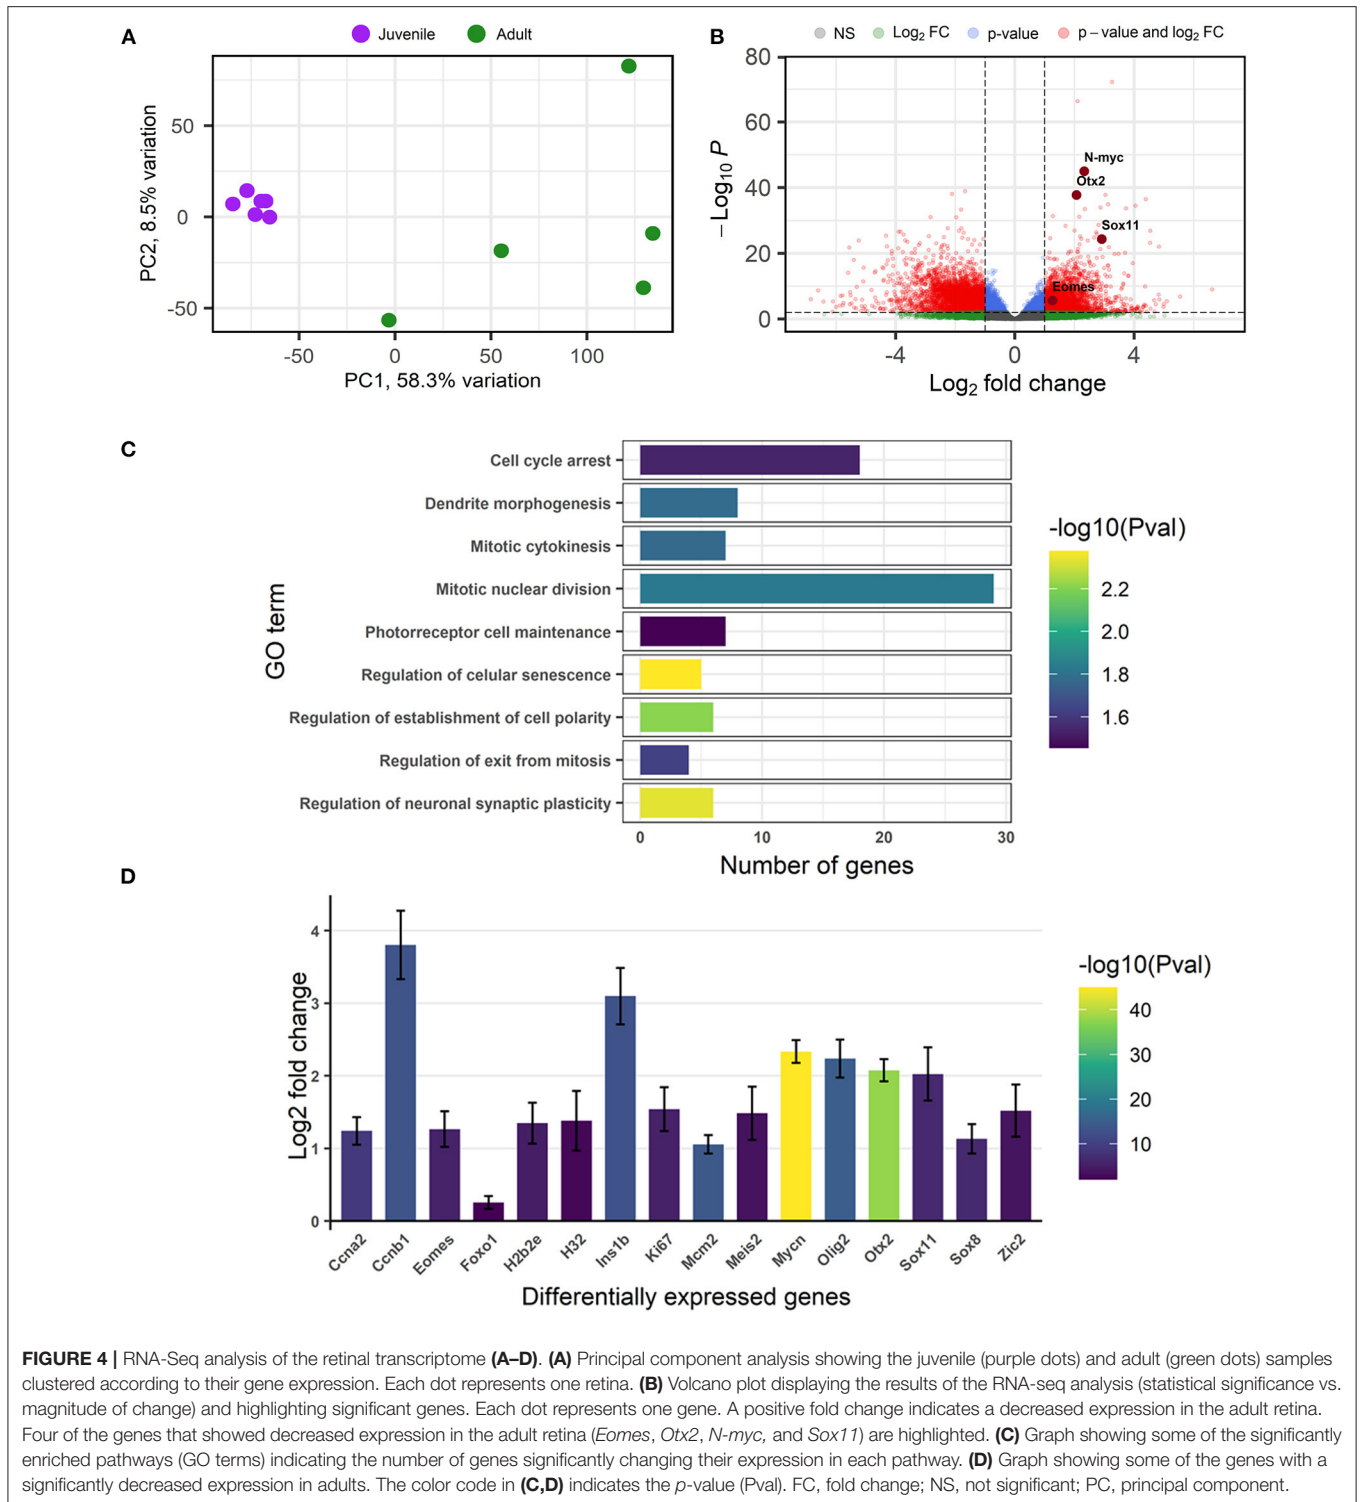 A
Juvenile
Adult
PC2, 8.5% variation
50
0
-50
-50
0
50
100
PC1, 58.3% variation
B
NS
Log2 FC
p-value
p – value and log2 FC
– Log10 P
80
60
40
20
0
N-myc
Otx2
Sox11
Eomes
-4
0
4
Log2 fold change
C
GO term
Cell cycle arrest
Dendrite morphogenesis
Mitotic cytokinesis
Mitotic nuclear division
Photorreceptor cell maintenance
Regulation of celular senescence
Regulation of establishment of cell polarity
Regulation of exit from mitosis
Regulation of neuronal synaptic plasticity
0
10
20
30
Number of genes
-log10(Pval)
2.2
2.0
1.8
1.6
D
Log2 fold change
4
3
2
1
0
Ccna2
Ccnb1
Eomes
Foxo1
H2b2e
H32
Ins1b
Ki67
Mcm2
Meis2
Mycn
Olig2
Otx2
Sox11
Sox8
Zic2
Differentially expressed genes
-log10(Pval)
40
30
20
10
FIGURE 4 | RNA-Seq analysis of the retinal transcriptome (A–D). (A) Principal component analysis showing the juvenile (purple dots) and adult (green dots) samples
clustered according to their gene expression. Each dot represents one retina. (B) Volcano plot displaying the results of the RNA-seq analysis (statistical significance vs.
magnitude of change) and highlighting significant genes. Each dot represents one gene. A positive fold change indicates a decreased expression in the adult retina.
Four of the genes that showed decreased expression in the adult retina (Eomes, Otx2, N-myc, and Sox11) are highlighted. (C) Graph showing some of the significantly
enriched pathways (GO terms) indicating the number of genes significantly changing their expression in each pathway. (D) Graph showing some of the genes with a
significantly decreased expression in adults. The color code in (C,D) indicates the p-value (Pval). FC, fold change; NS, not significant; PC, principal component.